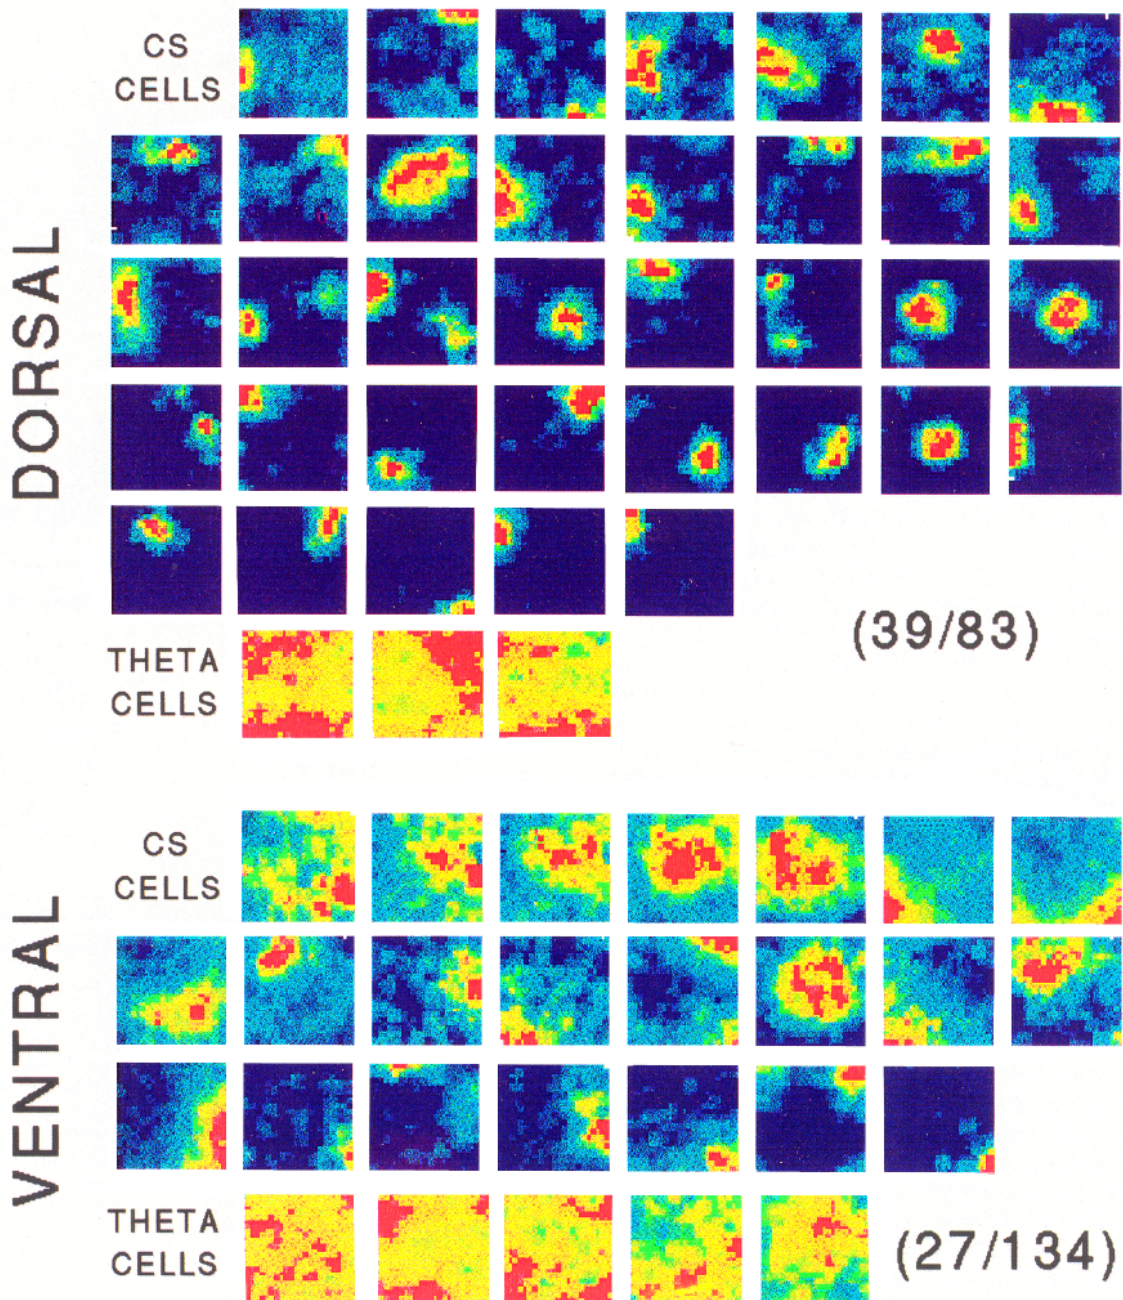 DORSAL
CS
CELLS
THETA
CELLS
(39/83)
VENTRAL
CS
CELLS
THETA
CELLS
(27/134)